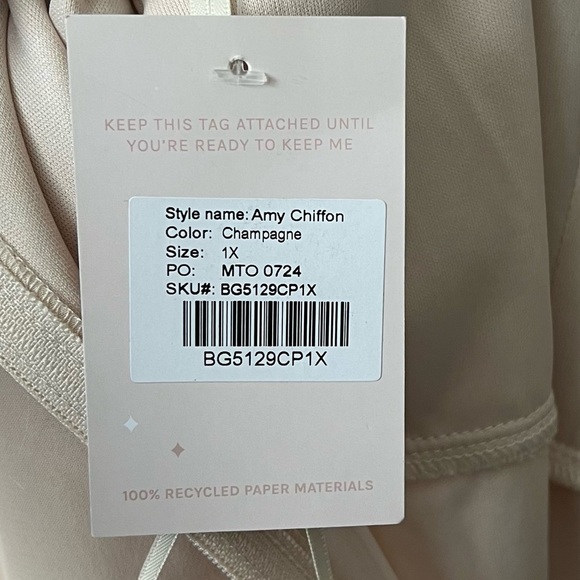 KEEP THIS TAG ATTACHED UNTIL
YOU'RE READY TO KEEP ME
Style name: Amy Chiffon
Color: Champagne
Size: 1X
PO: MTO 0724
SKU#: BG5129CP1X
BG5129CP1X
100% RECYCLED PAPER MATERIALS